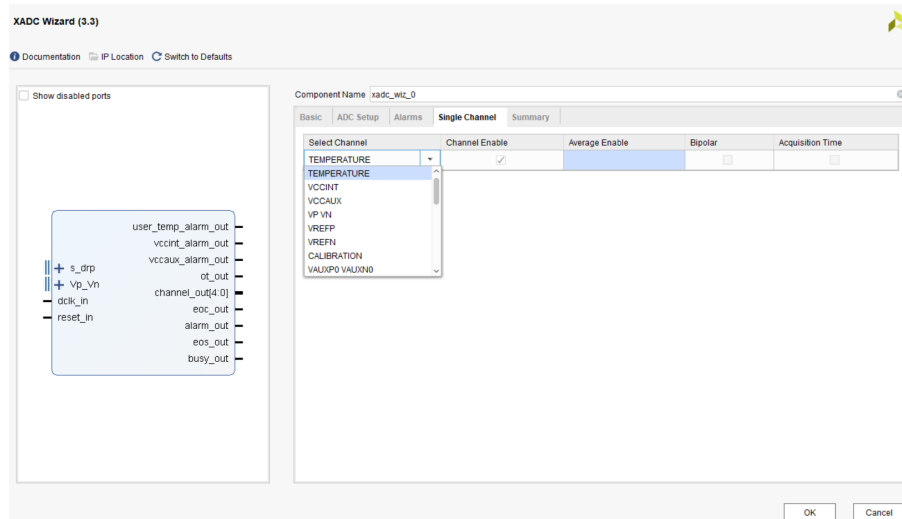 XADC Wizard (3.3)
Documentation IP Location Switch to Defaults
Show disabled ports
Component Name xadc_wiz_0
Basic ADC Setup Alarms Single Channel Summary
Select Channel Channel Enable Average Enable Bipolar Acquisition Time
TEMPERATURE
TEMPERATURE
VCCINT
VCCAUX
VP VN
VREFP
VREFN
CALIBRATION
VAUXP0 VAUXN0
s_drp
Vp_Vn
dclk_in
reset_in
user_temp_alarm_out
vccint_alarm_out
vccaux_alarm_out
ot_out
channel_out[4:0]
eoc_out
alarm_out
eos_out
busy_out
OK Cancel